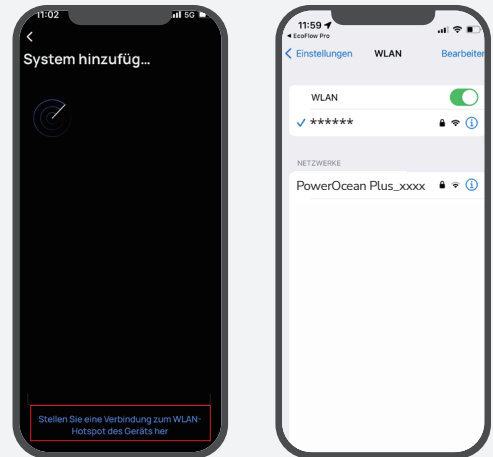 11:02
5G
System hinzufüg...
Stellen Sie eine Verbindung zum WLAN-
Hotspot des Geräts her
11:59
EcoFlow Pro
Einstellungen
WLAN
Bearbeiten
WLAN
******
NETZWERKE
PowerOcean Plus_xxxx